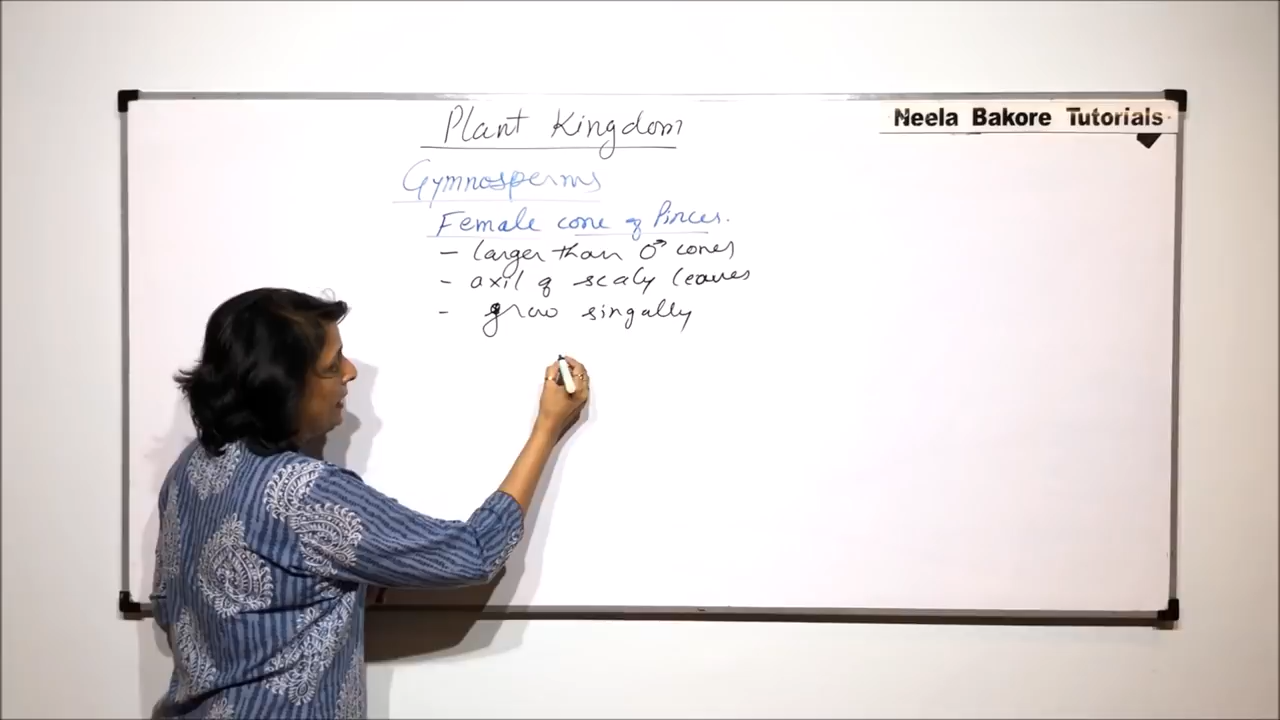 Plant Kingdom
Neela Bakore Tutorials
Gymnosperms
Female cone of Pinus.
- larger than ♂ cones
- axil of scaly leaves
- grow singally